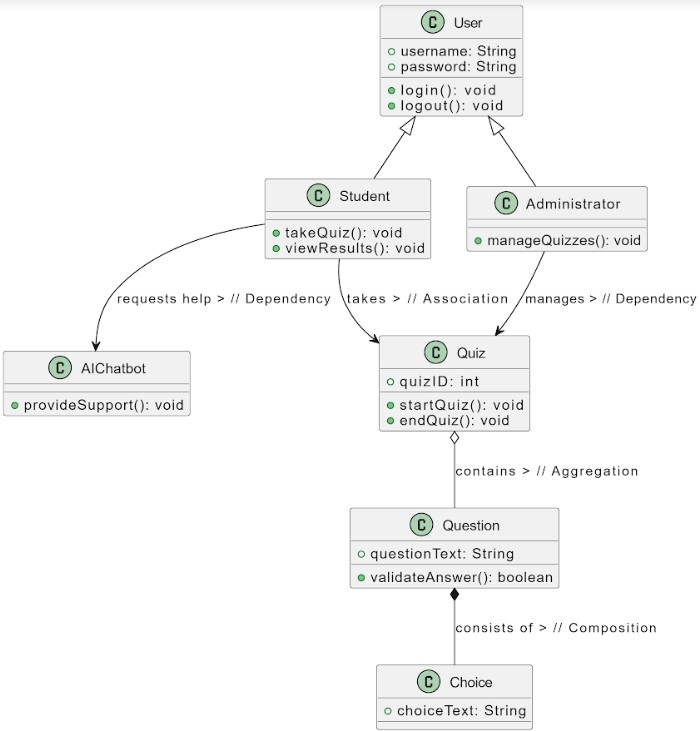 C User
username: String
password: String
login(): void
logout(): void
C Student
takeQuiz(): void
viewResults(): void
C Administrator
manageQuizzes(): void
requests help > // Dependency
takes > // Association
manages > // Dependency
C AIChatbot
provideSupport(): void
C Quiz
quizID: int
startQuiz(): void
endQuiz(): void
contains > // Aggregation
C Question
questionText: String
validateAnswer(): boolean
consists of > // Composition
C Choice
choiceText: String